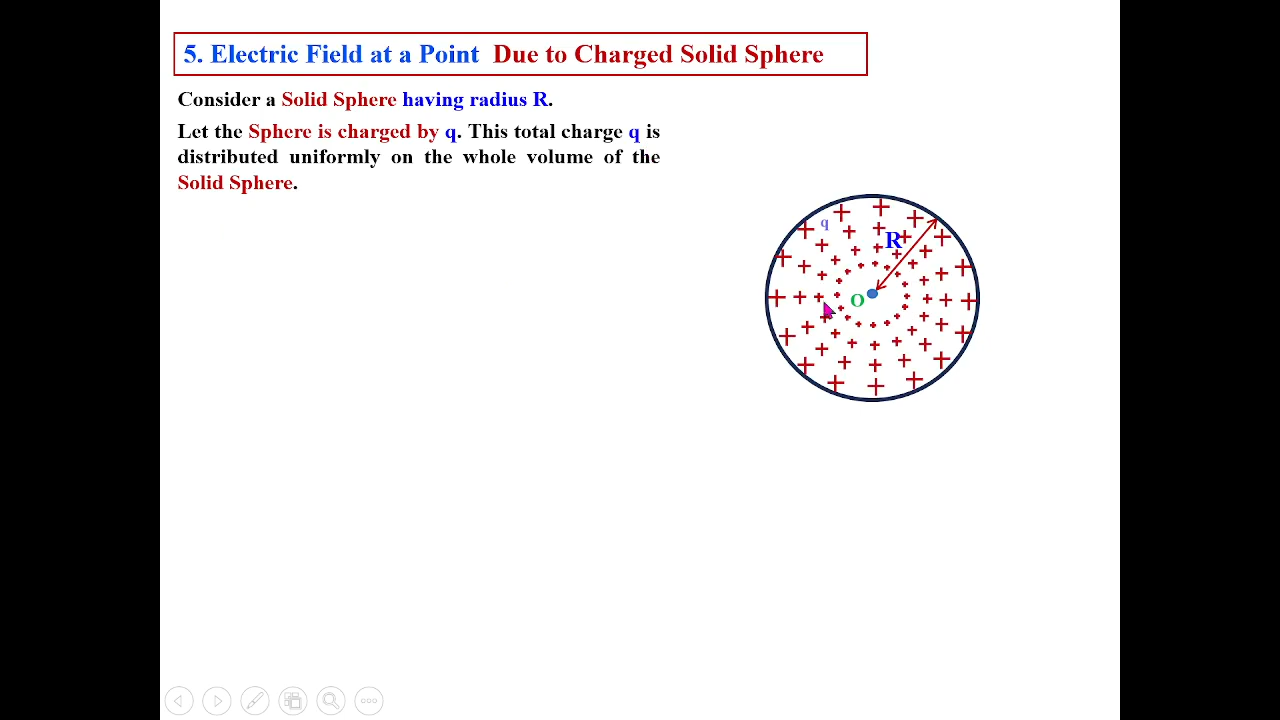 5. Electric Field at a Point Due to Charged Solid Sphere
Consider a Solid Sphere having radius R.
Let the Sphere is charged by q. This total charge q is
distributed uniformly on the whole volume of the
Solid Sphere.
q
R
O